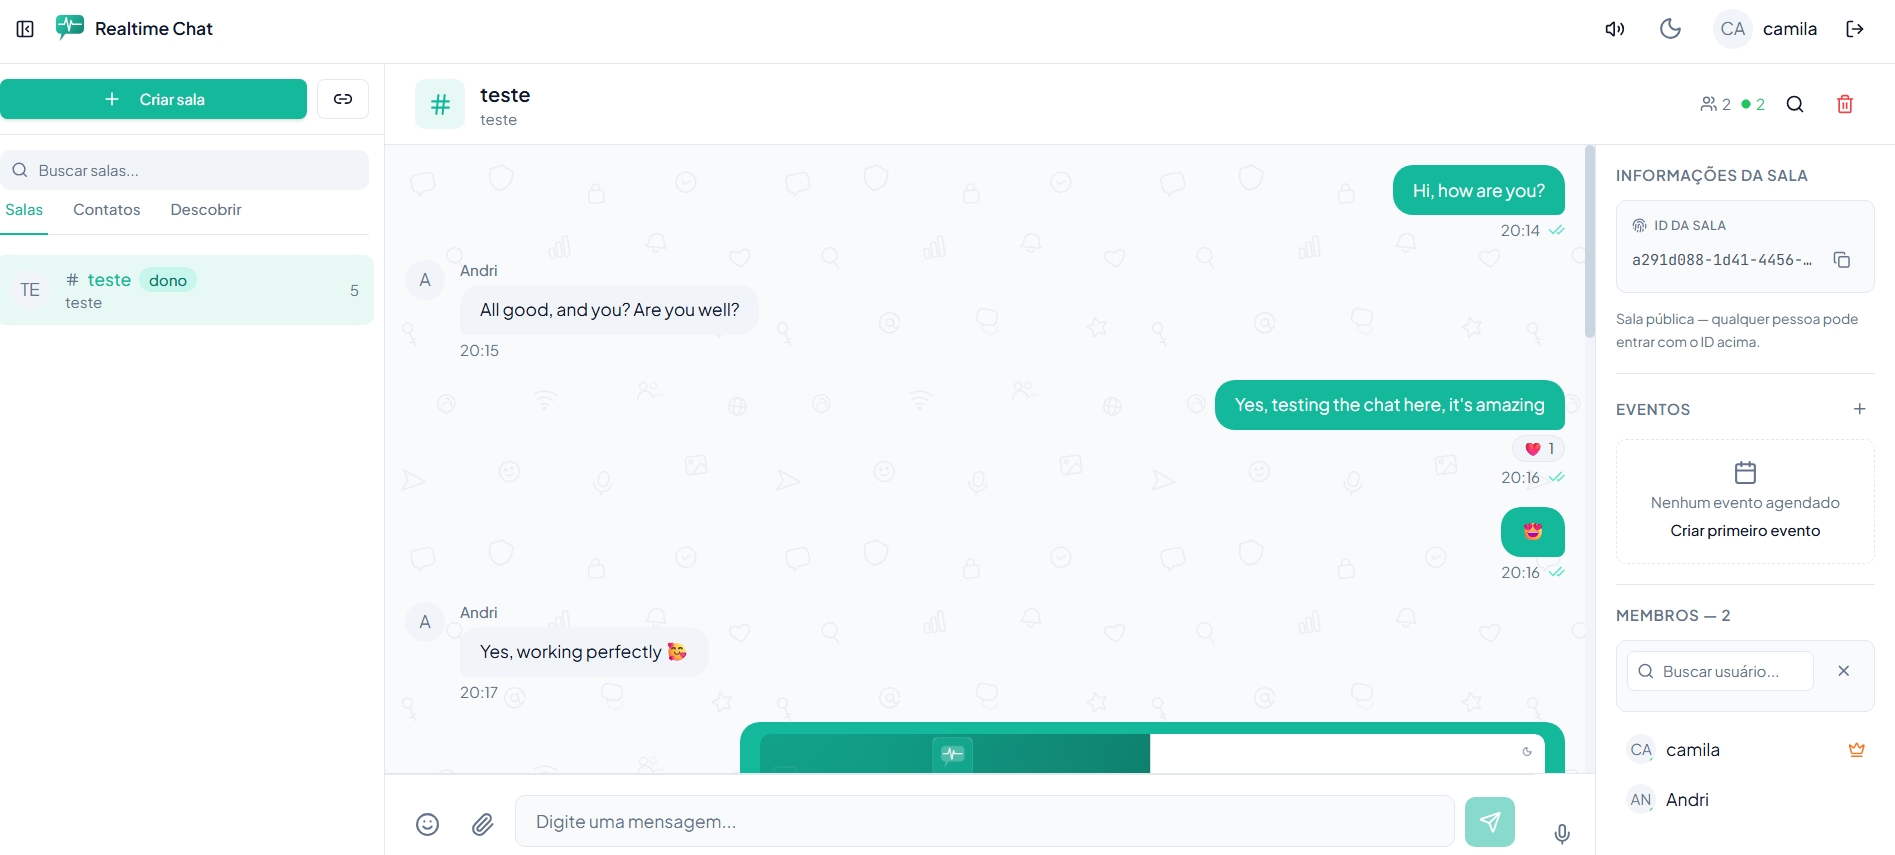 Realtime Chat
CA camila
Criar sala
Buscar salas...
Salas Contatos Descobrir
TE # teste dono
teste
5
# teste
teste
2 2
Hi, how are you?
20:14
A Andri
All good, and you? Are you well?
20:15
Yes, testing the chat here, it's amazing
1
20:16
20:16
A Andri
Yes, working perfectly 🥰
20:17
Digite uma mensagem...
INFORMAÇÕES DA SALA
ID DA SALA
a291d088-1d41-4456-…
Sala pública — qualquer pessoa pode
entrar com o ID acima.
EVENTOS
Nenhum evento agendado
Criar primeiro evento
MEMBROS — 2
Buscar usuário...
CA camila
AN Andri